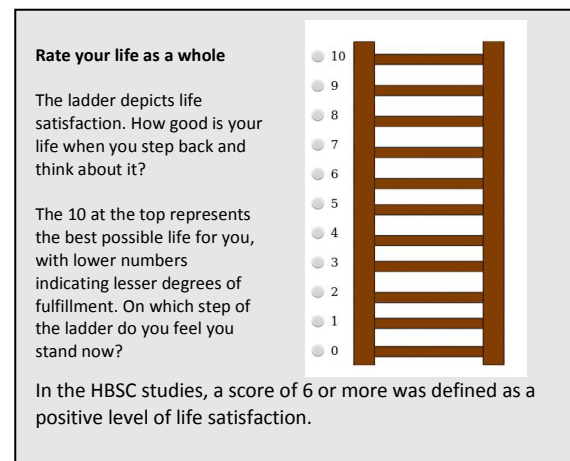 Rate your life as a whole
The ladder depicts life
satisfaction. How good is your
life when you step back and
think about it?
The 10 at the top represents
the best possible life for you,
with lower numbers
indicating lesser degrees of
fulfillment. On which step of
the ladder do you feel you
stand now?
10
9
8
7
6
5
4
3
2
1
0
In the HBSC studies, a score of 6 or more was defined as a
positive level of life satisfaction.